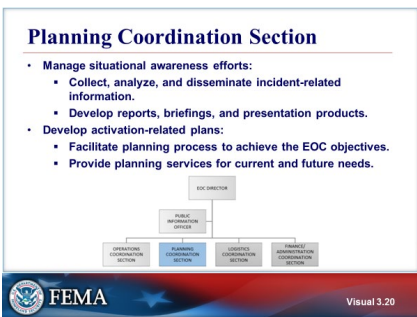 Planning Coordination Section
• Manage situational awareness efforts:
▪ Collect, analyze, and disseminate incident-related
information.
▪ Develop reports, briefings, and presentation products.
• Develop activation-related plans:
▪ Facilitate planning process to achieve the EOC objectives.
▪ Provide planning services for current and future needs.
EOC DIRECTOR
PUBLIC
INFORMATION
OFFICER
OPERATIONS
COORDINATION
SECTION
PLANNING
COORDINATION
SECTION
LOGISTICS
COORDINATION
SECTION
FINANCE/
ADMINISTRATION
COORDINATION
SECTION
FEMA
Visual 3.20